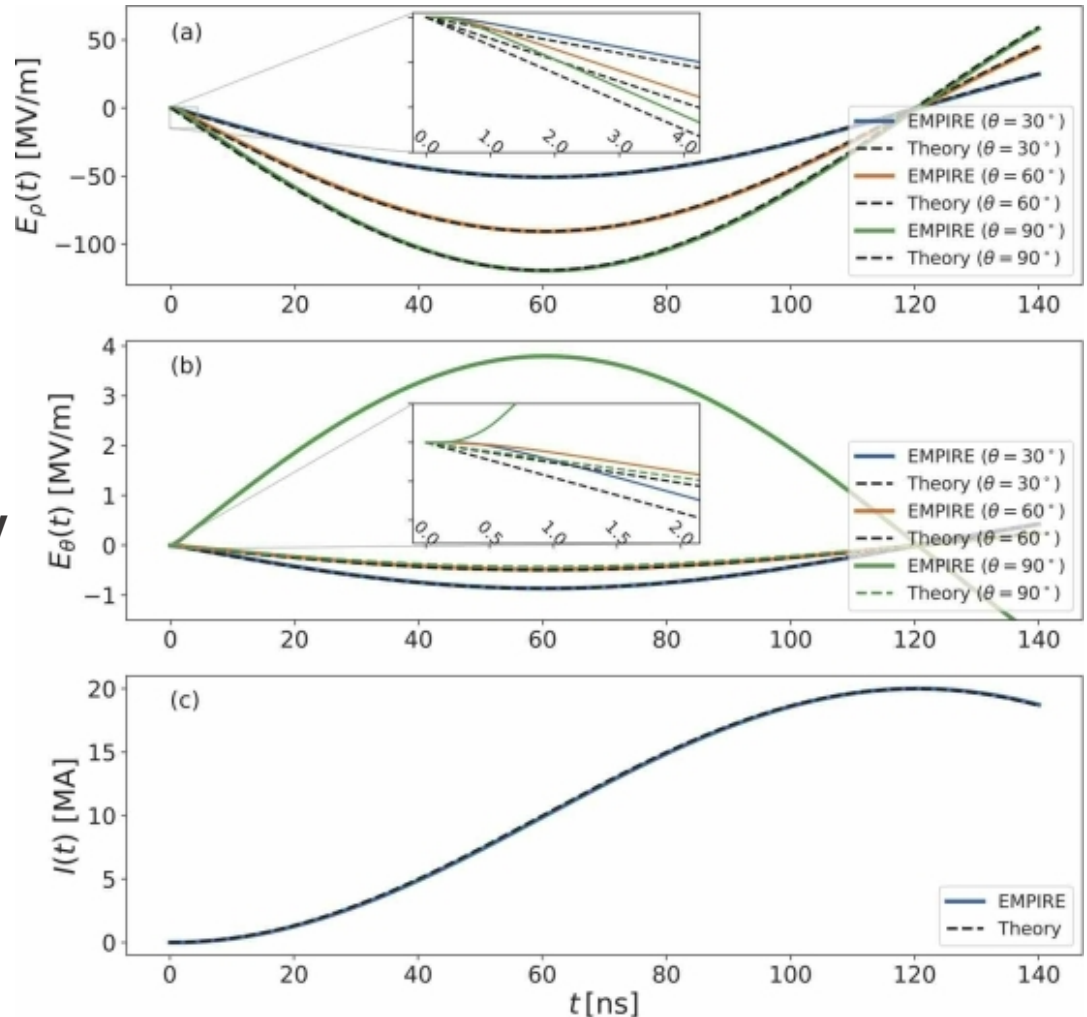 (a)
50
0
−50
−100
E_ρ(t) [MV/m]
0.0 1.0 2.0 3.0 4.0
EMPIRE (θ = 30°)
Theory (θ = 30°)
EMPIRE (θ = 60°)
Theory (θ = 60°)
EMPIRE (θ = 90°)
Theory (θ = 90°)
0 20 40 60 80 100 120 140
(b)
4
3
2
1
0
−1
E_θ(t) [MV/m]
0.0 0.5 1.0 1.5 2.0
EMPIRE (θ = 30°)
Theory (θ = 30°)
EMPIRE (θ = 60°)
Theory (θ = 60°)
EMPIRE (θ = 90°)
Theory (θ = 90°)
0 20 40 60 80 100 120 140
(c)
20
15
10
5
0
I(t) [MA]
EMPIRE
Theory
0 20 40 60 80 100 120 140
t [ns]